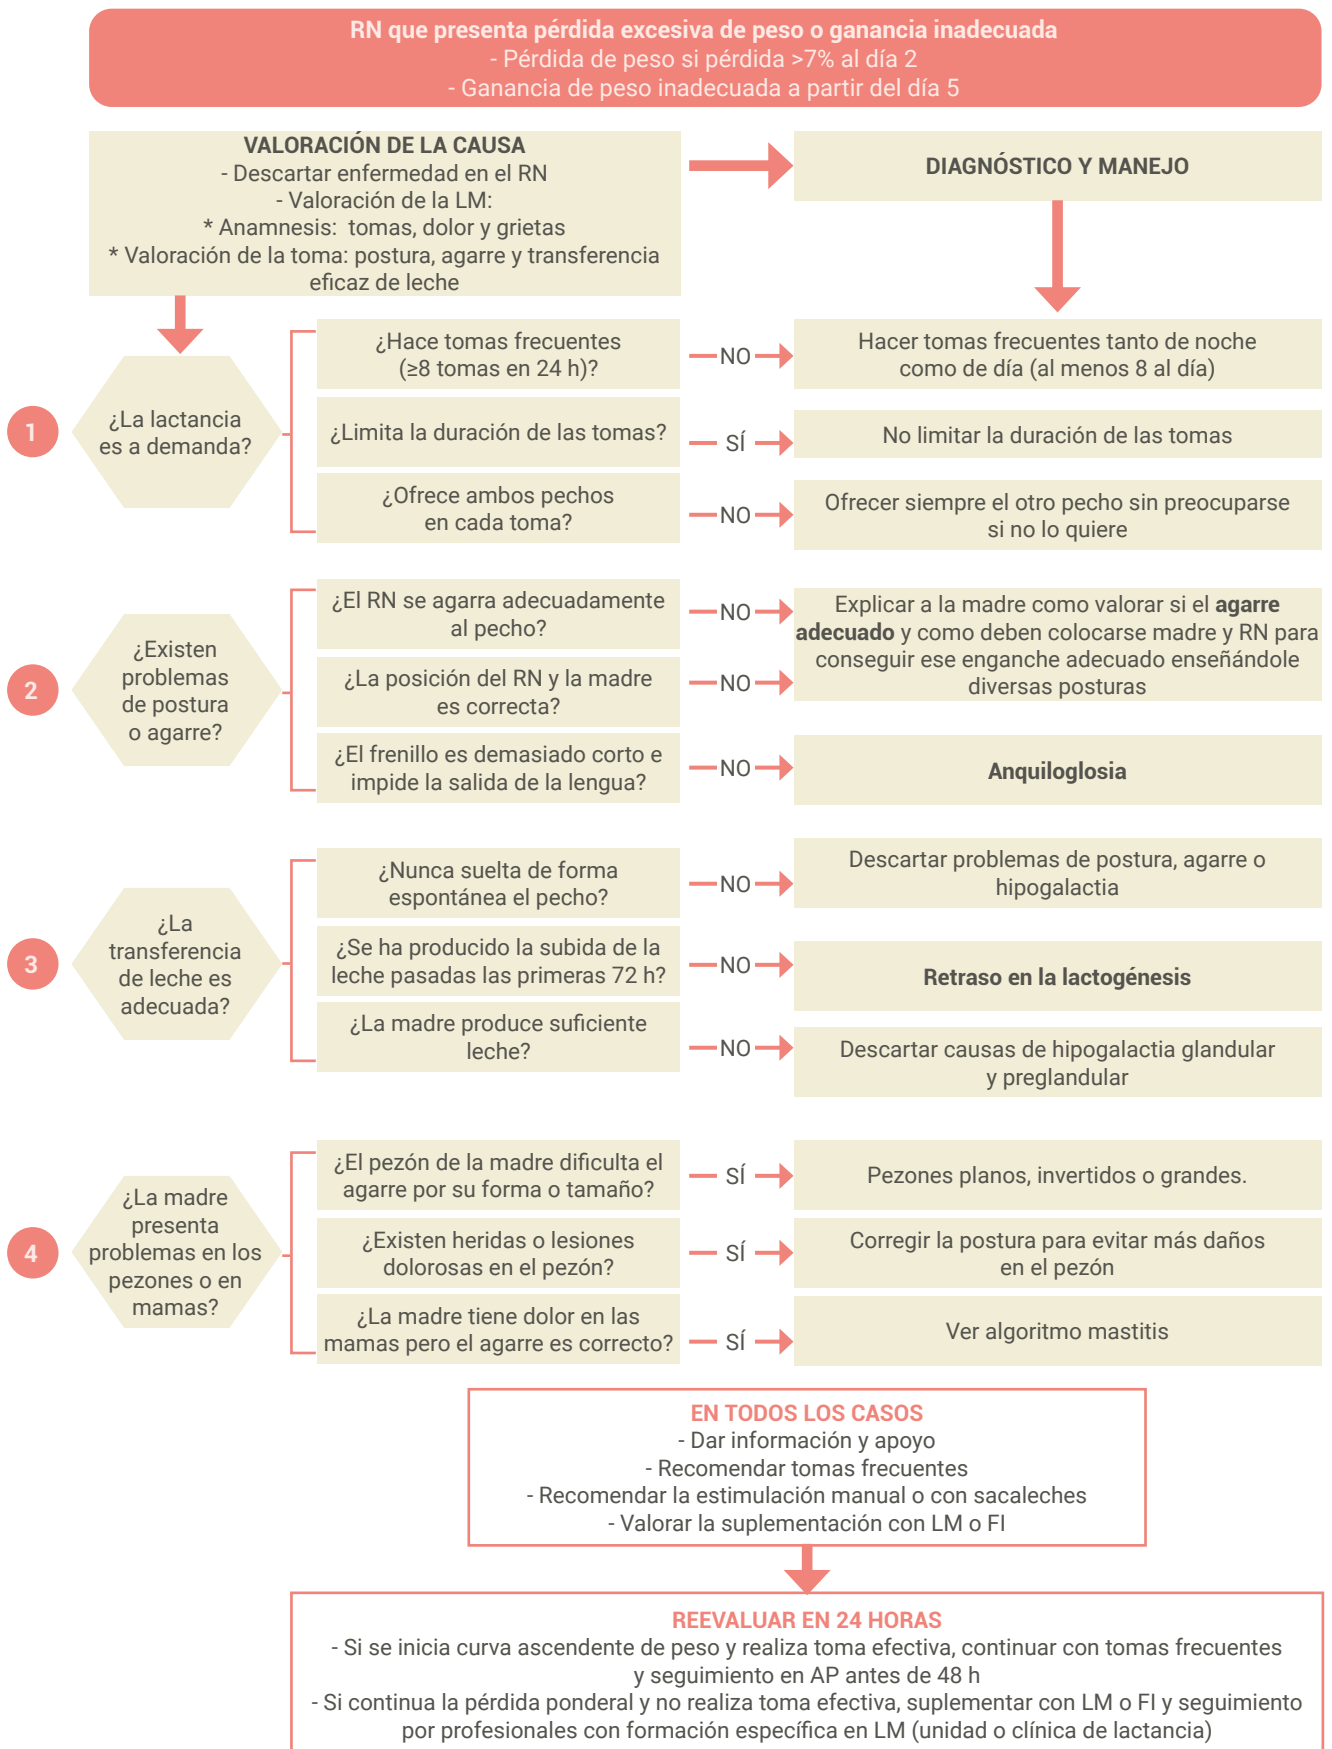 RN que presenta pérdida excesiva de peso o ganancia inadecuada
- Pérdida de peso si pérdida >7% al día 2
- Ganancia de peso inadecuada a partir del día 5
VALORACIÓN DE LA CAUSA
- Descartar enfermedad en el RN
- Valoración de la LM:
* Anamnesis: tomas, dolor y grietas
* Valoración de la toma: postura, agarre y transferencia
eficaz de leche
DIAGNÓSTICO Y MANEJO
1
¿La lactancia
es a demanda?
¿Hace tomas frecuentes
(≥8 tomas en 24 h)?
NO
Hacer tomas frecuentes tanto de noche
como de día (al menos 8 al día)
¿Limita la duración de las tomas?
SÍ
No limitar la duración de las tomas
¿Ofrece ambos pechos
en cada toma?
NO
Ofrecer siempre el otro pecho sin preocuparse
si no lo quiere
2
¿Existen
problemas
de postura
o agarre?
¿El RN se agarra adecuadamente
al pecho?
NO
¿La posición del RN y la madre
es correcta?
NO
Explicar a la madre como valorar si el agarre
adecuado y como deben colocarse madre y RN para
conseguir ese enganche adecuado enseñándole
diversas posturas
¿El frenillo es demasiado corto e
impide la salida de la lengua?
NO
Anquiloglosia
3
¿La
transferencia
de leche es
adecuada?
¿Nunca suelta de forma
espontánea el pecho?
NO
Descartar problemas de postura, agarre o
hipogalactia
¿Se ha producido la subida de la
leche pasadas las primeras 72 h?
NO
Retraso en la lactogénesis
¿La madre produce suficiente
leche?
NO
Descartar causas de hipogalactia glandular
y preglandular
4
¿La madre
presenta
problemas en los
pezones o en
mamas?
¿El pezón de la madre dificulta el
agarre por su forma o tamaño?
SÍ
Pezones planos, invertidos o grandes.
¿Existen heridas o lesiones
dolorosas en el pezón?
SÍ
Corregir la postura para evitar más daños
en el pezón
¿La madre tiene dolor en las
mamas pero el agarre es correcto?
SÍ
Ver algoritmo mastitis
EN TODOS LOS CASOS
- Dar información y apoyo
- Recomendar tomas frecuentes
- Recomendar la estimulación manual o con sacaleches
- Valorar la suplementación con LM o FI
REEVALUAR EN 24 HORAS
- Si se inicia curva ascendente de peso y realiza toma efectiva, continuar con tomas frecuentes
y seguimiento en AP antes de 48 h
- Si continua la pérdida ponderal y no realiza toma efectiva, suplementar con LM o FI y seguimiento
por profesionales con formación específica en LM (unidad o clínica de lactancia)